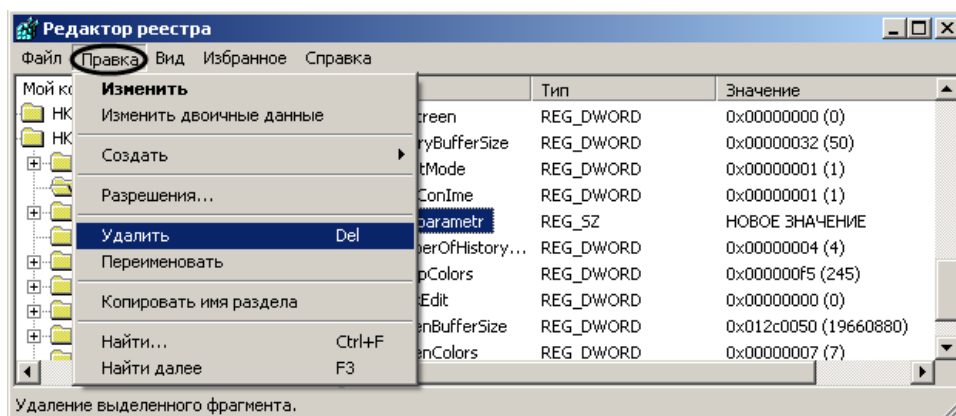 Редактор реестра
Файл Правка Вид Избранное Справка
Мой ко Тип Значение
Изменить
Изменить двоичные данные
Создать
Разрешения...
Удалить Del
Переименовать
Копировать имя раздела
Найти... Ctrl+F
Найти далее F3
HK creen REG_DWORD 0x00000000 (0)
HK ryBufferSize REG_DWORD 0x00000032 (50)
tMode REG_DWORD 0x00000001 (1)
ConIme REG_DWORD 0x00000001 (1)
parametr REG_SZ НОВОЕ ЗНАЧЕНИЕ
berOfHistory... REG_DWORD 0x00000004 (4)
pColors REG_DWORD 0x000000f5 (245)
Edit REG_DWORD 0x00000000 (0)
enBufferSize REG_DWORD 0x012c0050 (19660880)
enColors REG_DWORD 0x00000007 (7)
Удаление выделенного фрагмента.